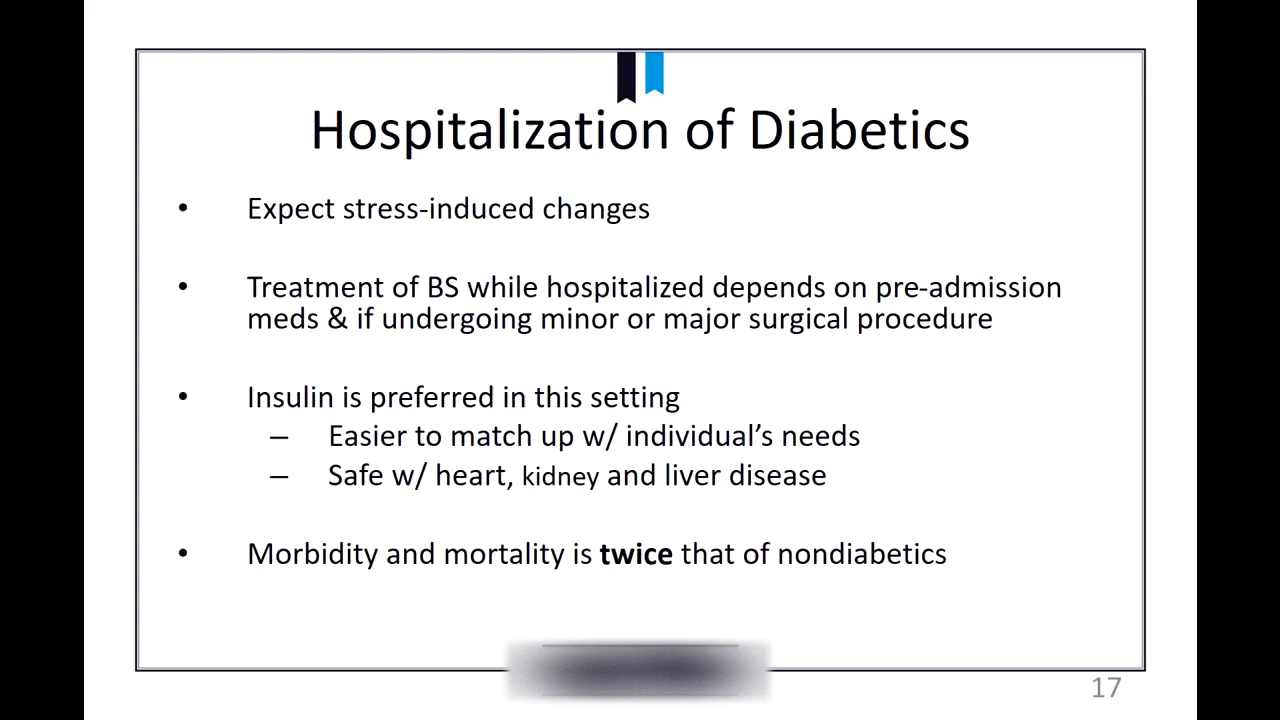 Hospitalization of Diabetics
• Expect stress-induced changes
• Treatment of BS while hospitalized depends on pre-admission
meds & if undergoing minor or major surgical procedure
• Insulin is preferred in this setting
– Easier to match up w/ individual’s needs
– Safe w/ heart, kidney and liver disease
• Morbidity and mortality is twice that of nondiabetics
17